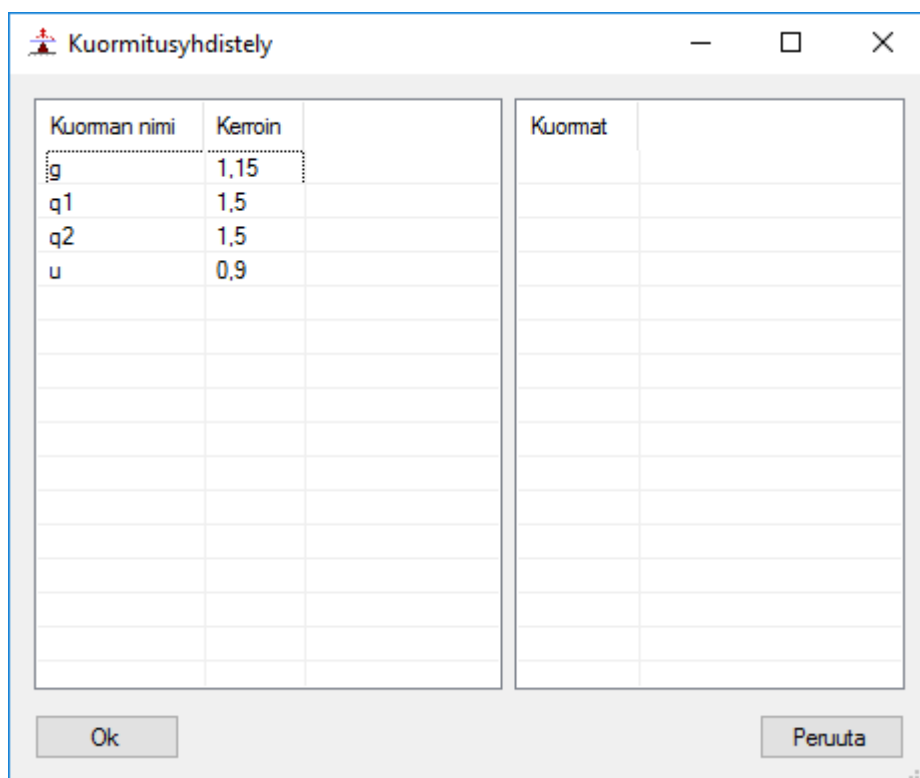 Kuormitusyhdistely
Kuorman nimi Kerroin
g 1,15
q1 1,5
q2 1,5
u 0,9
Kuormat
Ok
Peruuta